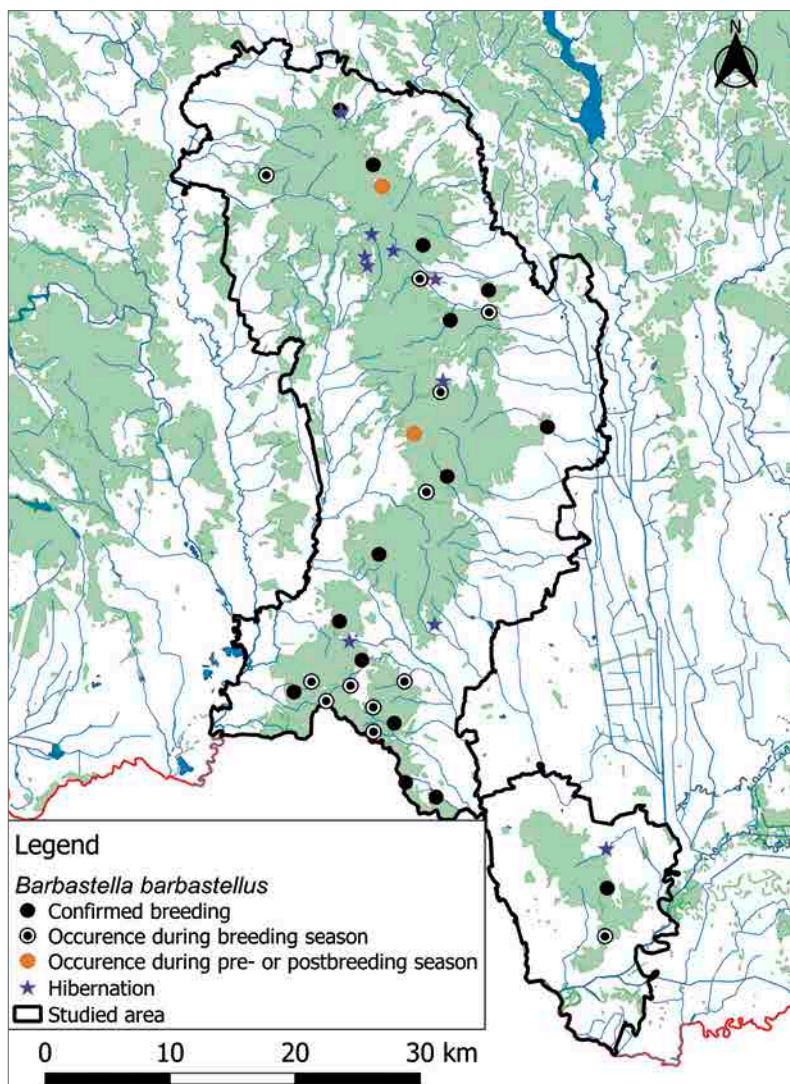 N
Legend
Barbastella barbastellus
Confirmed breeding
Occurence during breeding season
Occurence during pre- or postbreeding season
Hibernation
Studied area
0 10 20 30 km